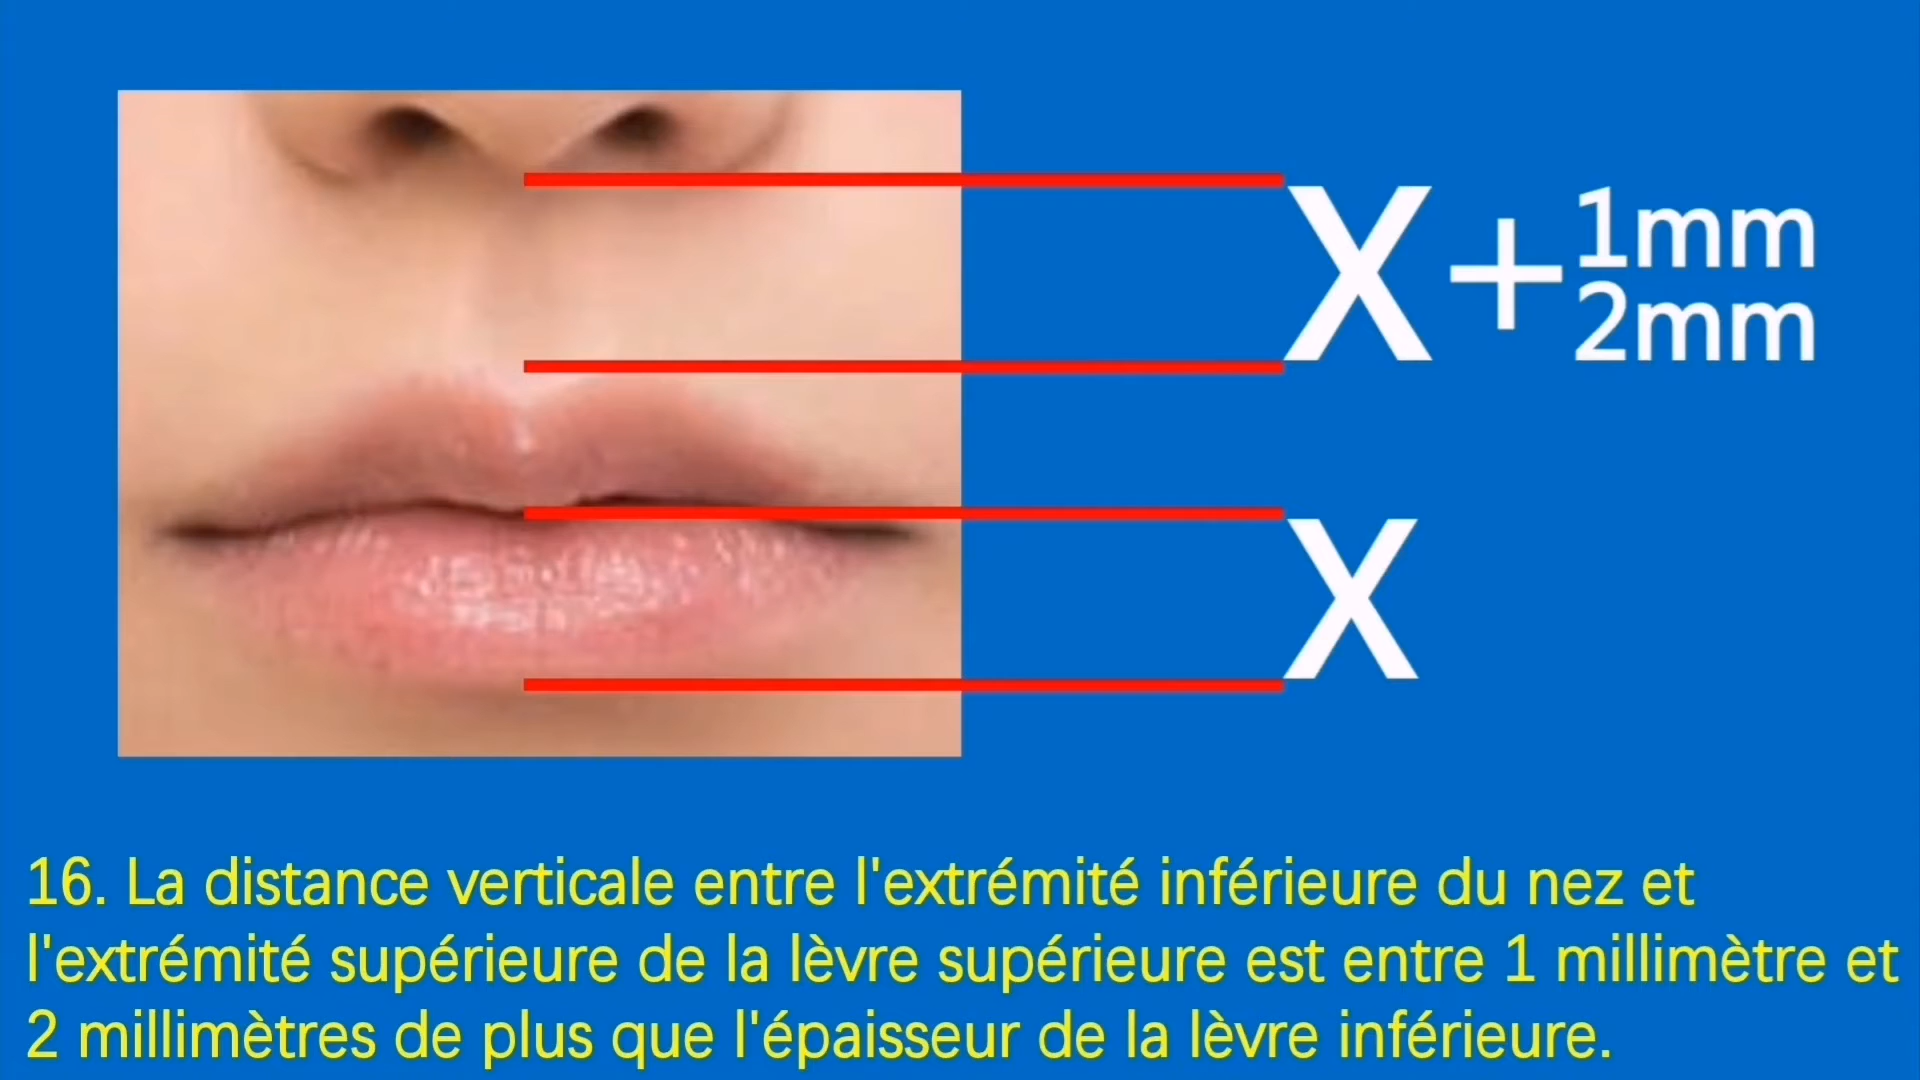 X+1mm
2mm
X
16. La distance verticale entre l'extrémité inférieure du nez et
l'extrémité supérieure de la lèvre supérieure est entre 1 millimètre et
2 millimètres de plus que l'épaisseur de la lèvre inférieure.